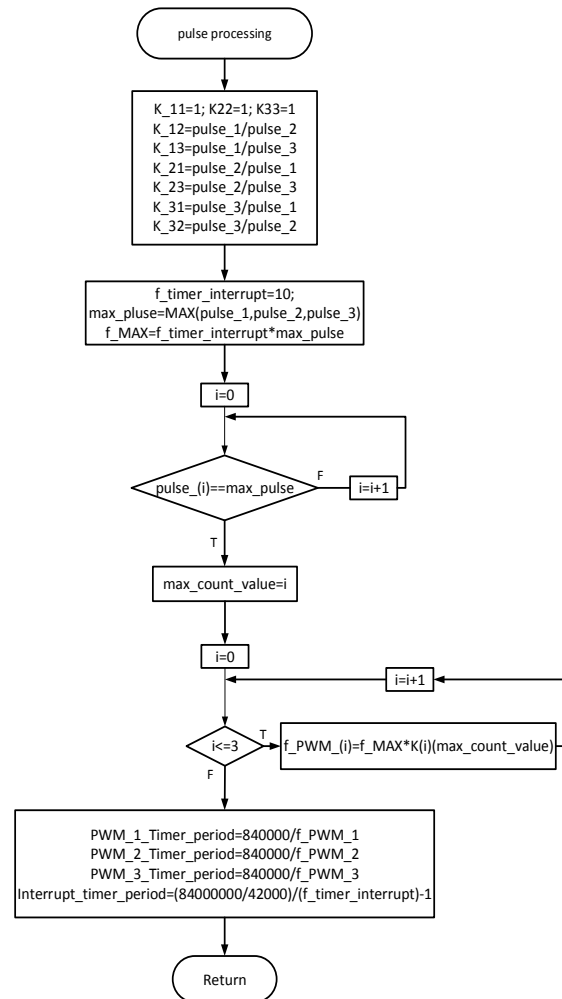 pulse processing
K_11=1; K22=1; K33=1
K_12=pulse_1/pulse_2
K_13=pulse_1/pulse_3
K_21=pulse_2/pulse_1
K_23=pulse_2/pulse_3
K_31=pulse_3/pulse_1
K_32=pulse_3/pulse_2
f_timer_interrupt=10;
max_pluse=MAX(pulse_1,pulse_2,pulse_3)
f_MAX=f_timer_interrupt*max_pulse
i=0
pulse_(i)==max_pulse
F
i=i+1
T
max_count_value=i
i=0
i=i+1
i<=3
T
f_PWM_(i)=f_MAX*K(i)(max_count_value)
F
PWM_1_Timer_period=840000/f_PWM_1
PWM_2_Timer_period=840000/f_PWM_2
PWM_3_Timer_period=840000/f_PWM_3
Interrupt_timer_period=(84000000/42000)/(f_timer_interrupt)-1
Return